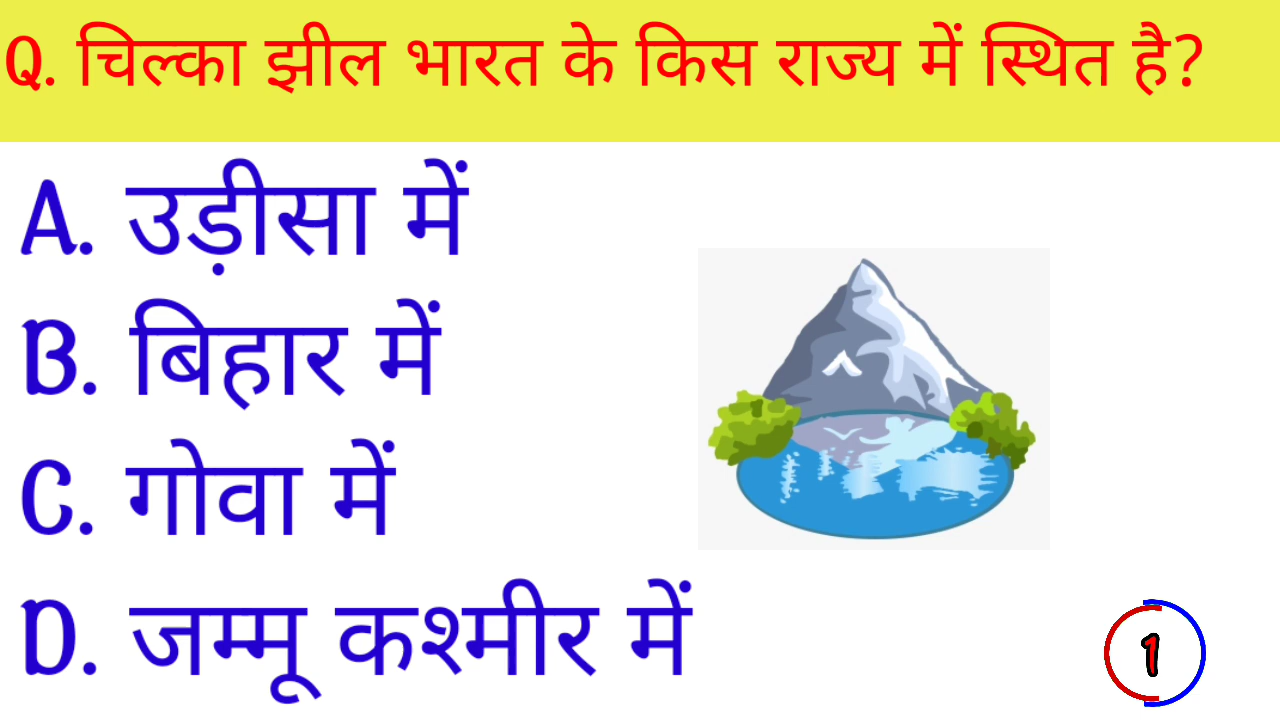 Q. चिल्का झील भारत के किस राज्य में स्थित है?
A. उड़ीसा में
B. बिहार में
C. गोवा में
D. जम्मू कश्मीर में
1